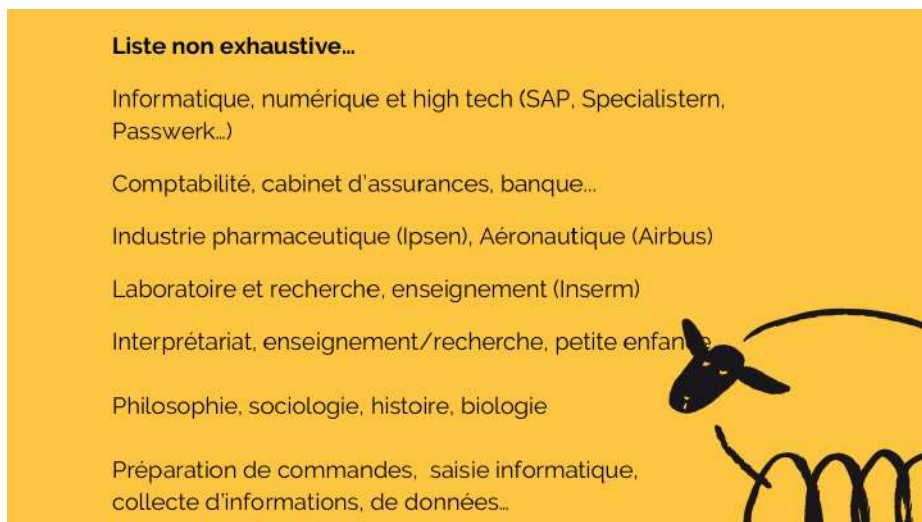 Liste non exhaustive…
Informatique, numérique et high tech (SAP, Specialistern,
Passwerk…)
Comptabilité, cabinet d'assurances, banque...
Industrie pharmaceutique (Ipsen), Aéronautique (Airbus)
Laboratoire et recherche, enseignement (Inserm)
Interprétariat, enseignement/recherche, petite enfance
Philosophie, sociologie, histoire, biologie
Préparation de commandes, saisie informatique,
collecte d'informations, de données…